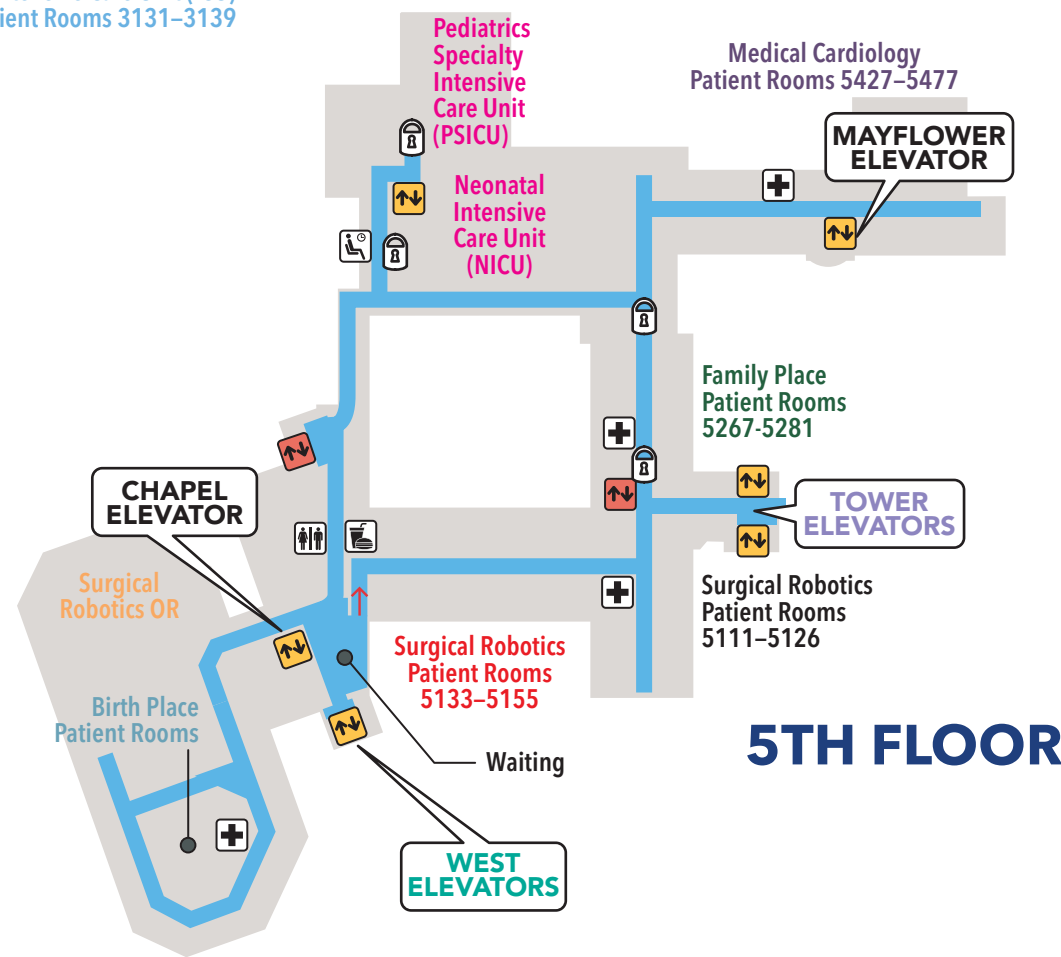 ient Rooms 3131–3139
Pediatrics
Specialty
Intensive
Care Unit
(PSICU)
Medical Cardiology
Patient Rooms 5427–5477
MAYFLOWER
ELEVATOR
Neonatal
Intensive
Care Unit
(NICU)
Family Place
Patient Rooms
5267-5281
CHAPEL
ELEVATOR
TOWER
ELEVATORS
Surgical
Robotics OR
Surgical Robotics
Patient Rooms
5111–5126
Surgical Robotics
Patient Rooms
5133–5155
Birth Place
Patient Rooms
5TH FLOOR
Waiting
WEST
ELEVATORS